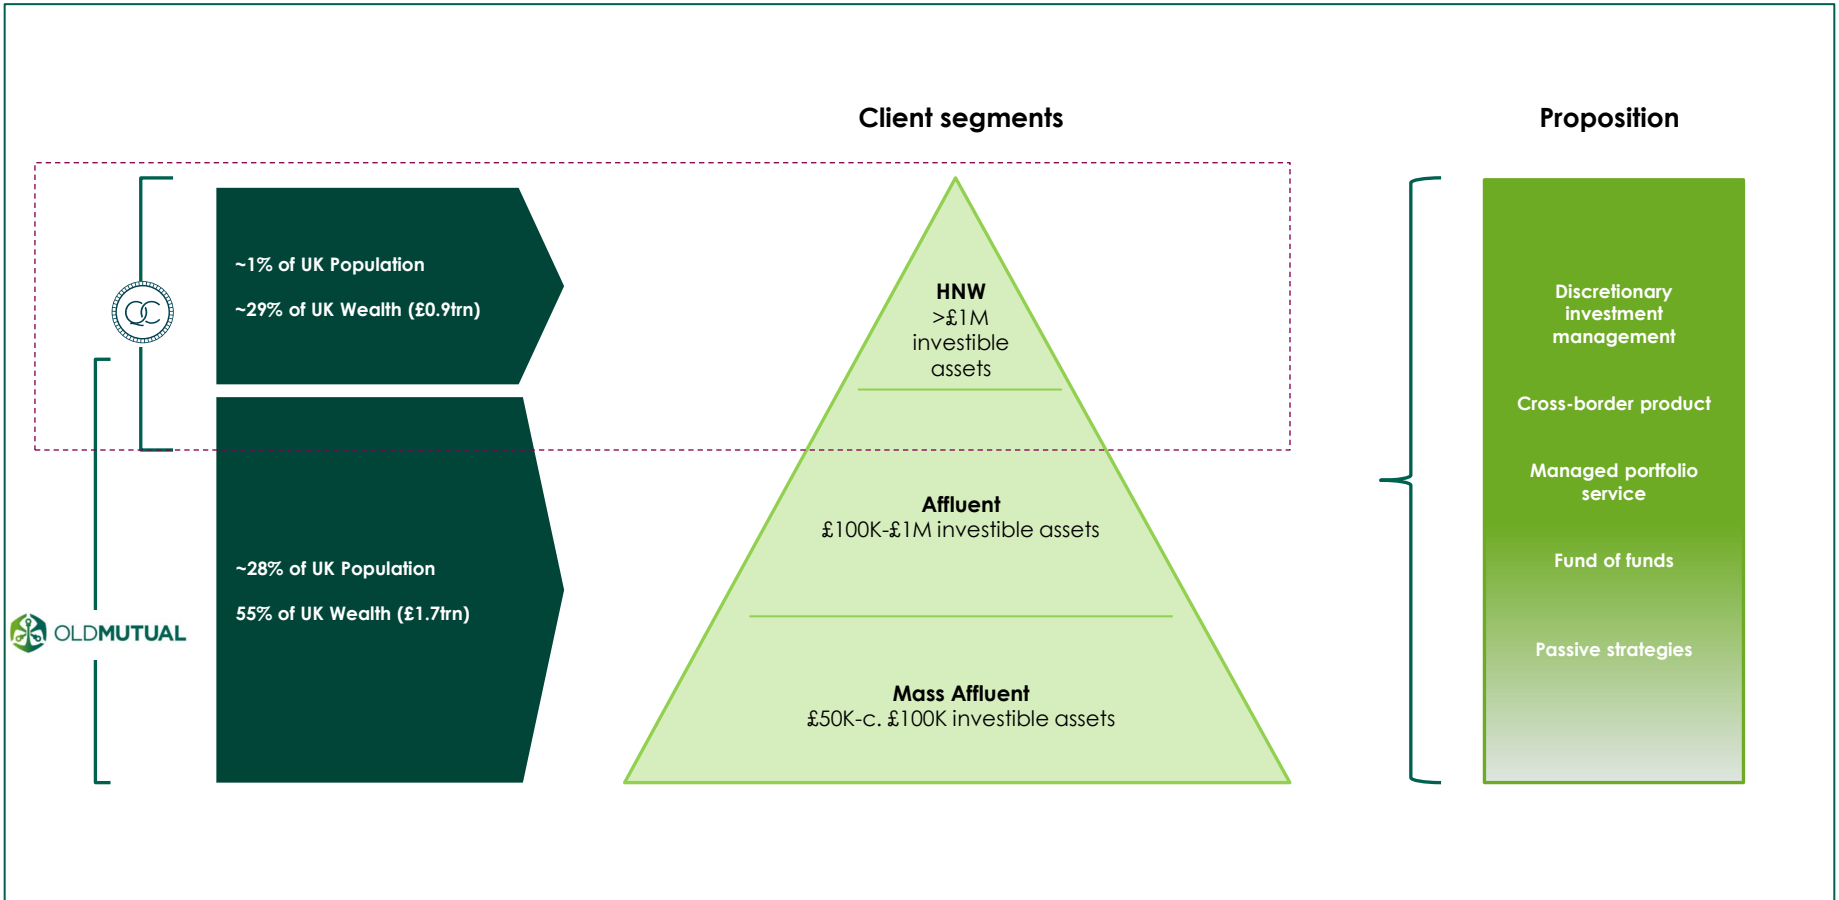 Client segments
Proposition
~1% of UK Population
~29% of UK Wealth (£0.9trn)
QC
~28% of UK Population
55% of UK Wealth (£1.7trn)
OLDMUTUAL
HNW
>£1M
investible
assets
Affluent
£100K-£1M investible assets
Mass Affluent
£50K-c. £100K investible assets
Discretionary
investment
management
Cross-border product
Managed portfolio
service
Fund of funds
Passive strategies